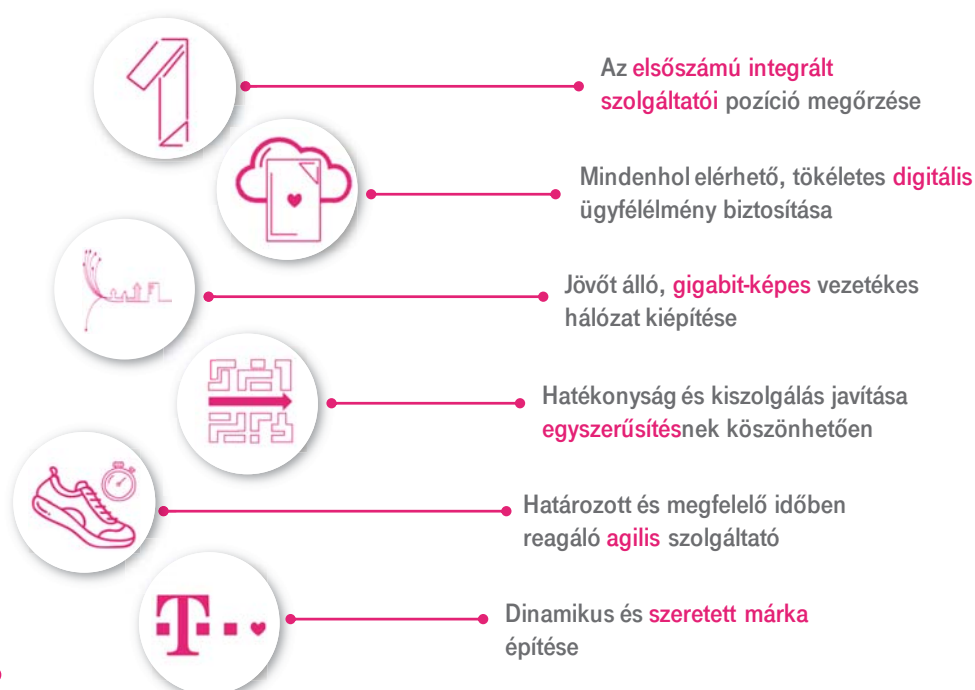 Az elsőszámú integrált
szolgáltatói pozíció megőrzése
Mindenhol elérhető, tökéletes digitális
ügyfélélmény biztosítása
Jövőt álló, gigabit-képes vezetékes
hálózat kiépítése
Hatékonyság és kiszolgálás javítása
egyszerűsítésnek köszönhetően
Határozott és megfelelő időben
reagáló agilis szolgáltató
T
Dinamikus és szeretett márka
építése